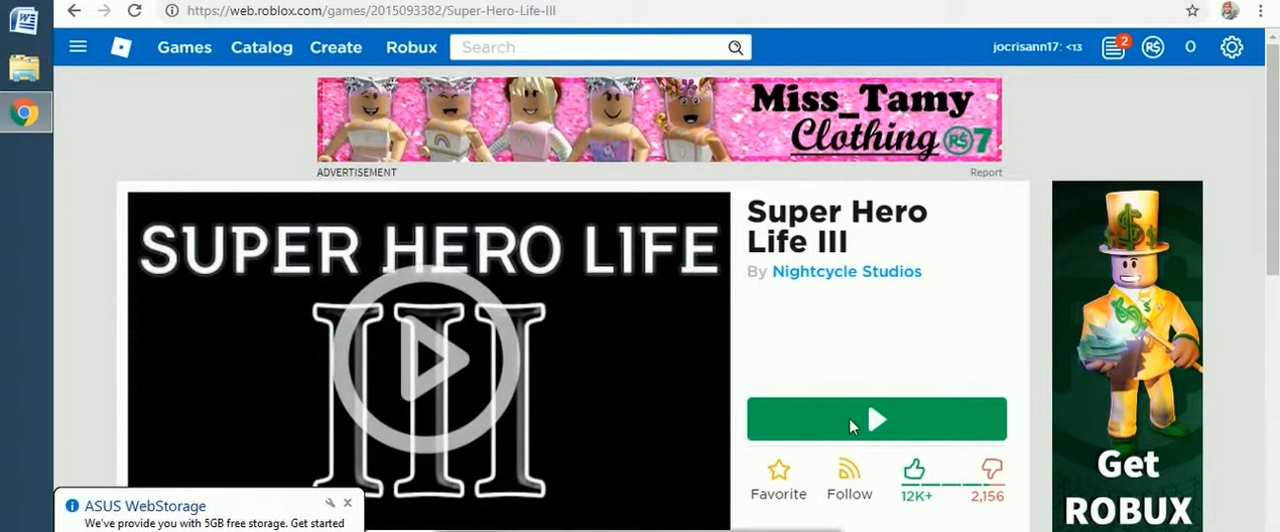 https://web.roblox.com/games/2015093382/Super-Hero-Life-III
Games Catalog Create Robux Search jocrisann17: <13 2 R$ 0
Miss_Tamy
Clothing R$ 7
ADVERTISEMENT Report
SUPER HERO LIFE
III
Super Hero
Life III
By Nightcycle Studios
Favorite Follow 12K+ 2,156
Get
ROBUX
ASUS WebStorage
We've provide you with 5GB free storage. Get started